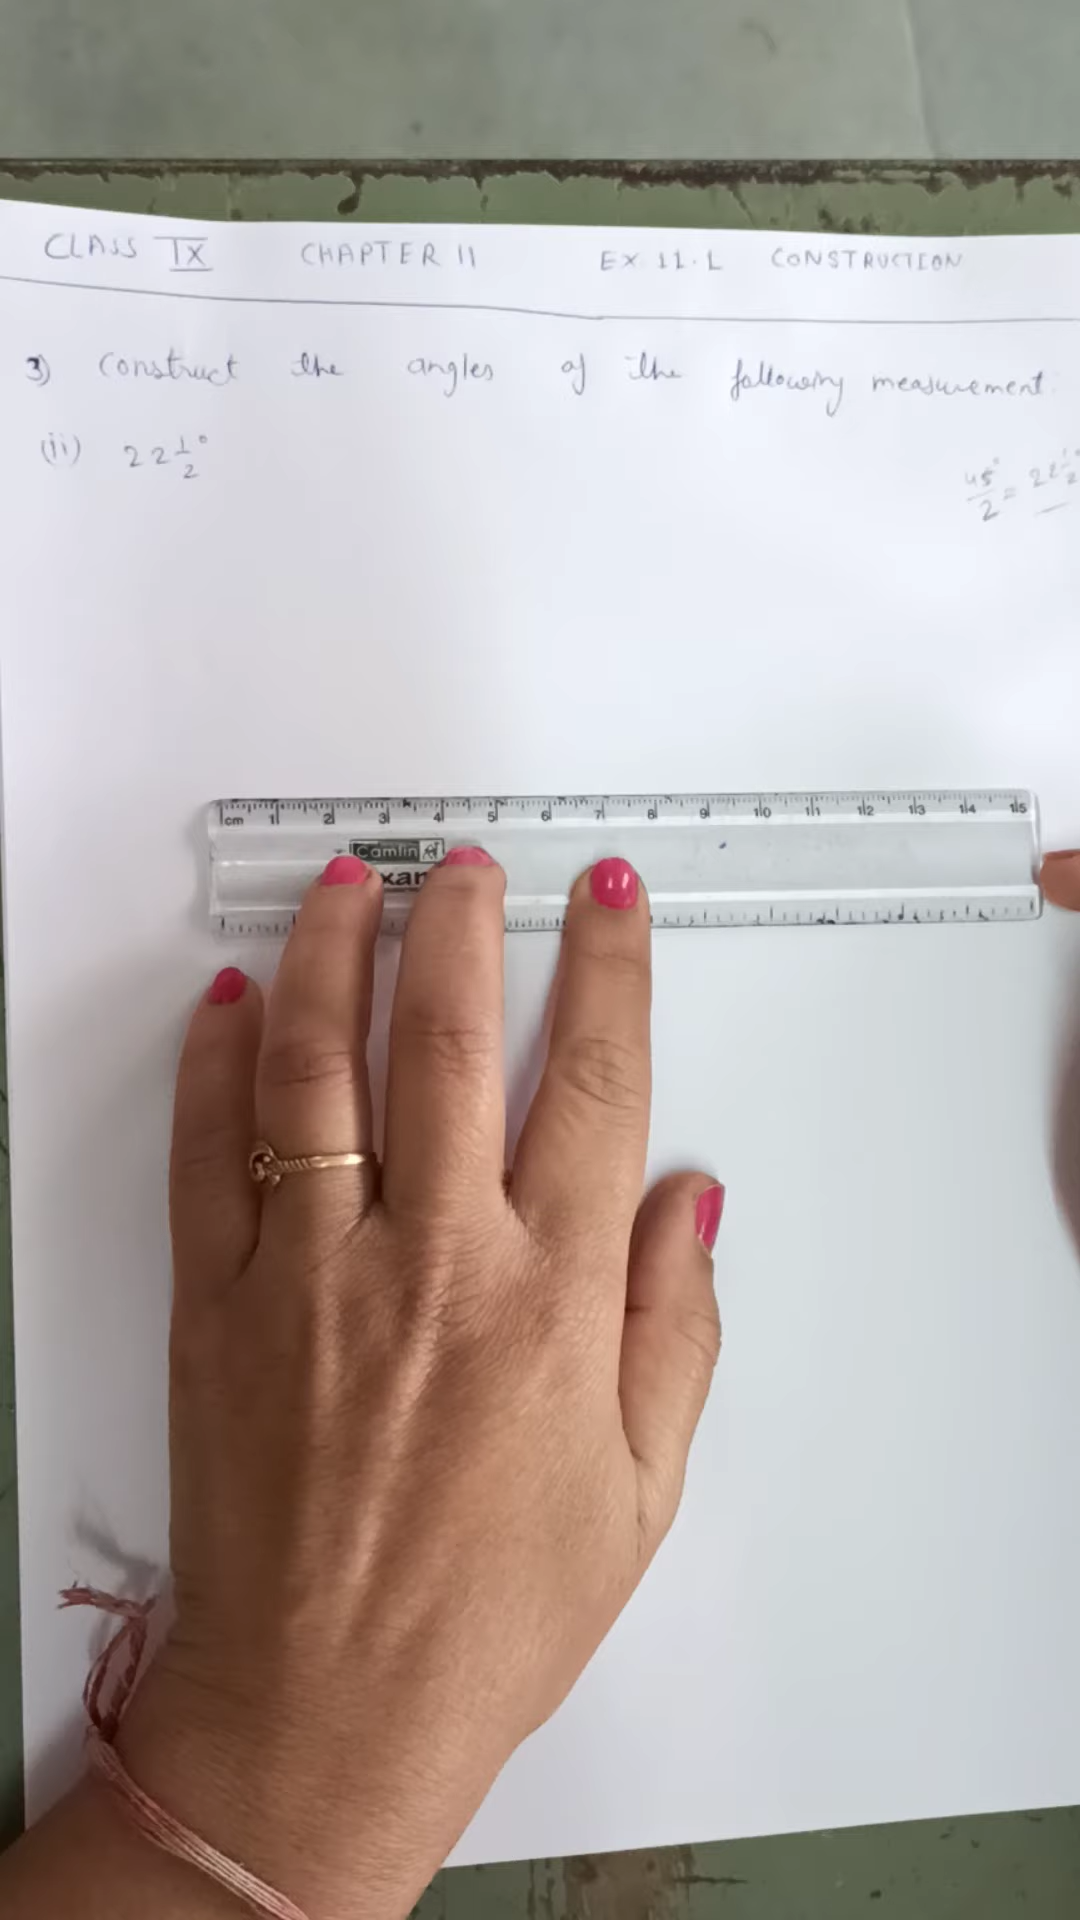 CLASS IX CHAPTER 11 EX 11.1 CONSTRUCTION
3) Construct the angles of the following measurement:
(ii) 22 1/2°
45°/2 = 22 1/2°
cm 1 2 3 4 5 6 7 8 9 10 11 12 13 14 15
Camlin
xam